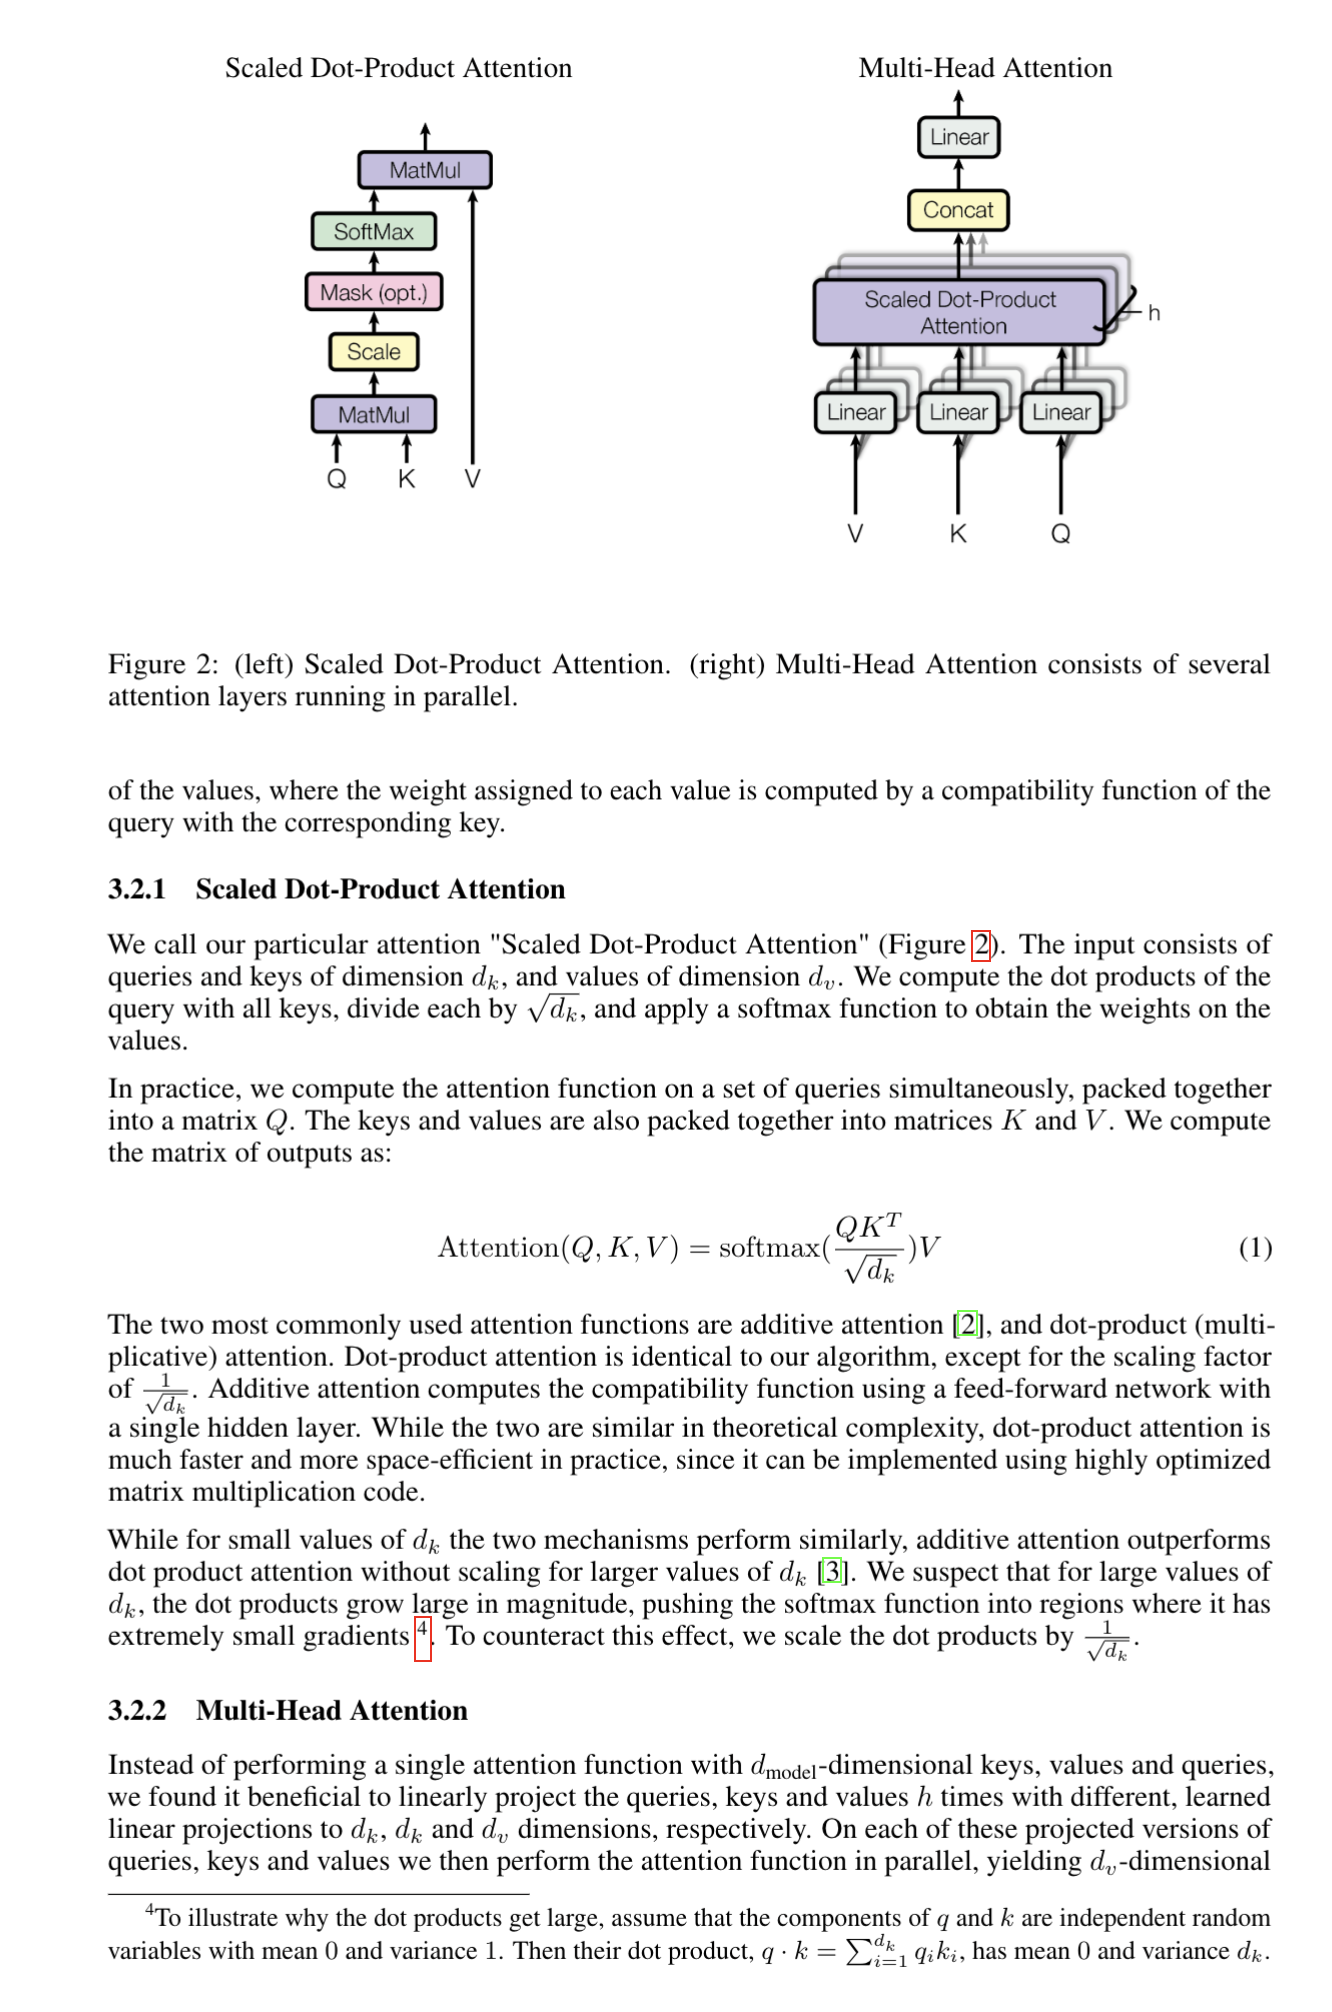 Scaled Dot-Product Attention
MatMul
SoftMax
Mask (opt.)
Scale
MatMul
Q K V
Multi-Head Attention
Linear
Concat
Scaled Dot-Product
Attention
h
Linear Linear Linear
V K Q
Figure 2: (left) Scaled Dot-Product Attention. (right) Multi-Head Attention consists of several
attention layers running in parallel.
of the values, where the weight assigned to each value is computed by a compatibility function of the
query with the corresponding key.
3.2.1 Scaled Dot-Product Attention
We call our particular attention "Scaled Dot-Product Attention" (Figure 2). The input consists of
queries and keys of dimension d_k, and values of dimension d_v. We compute the dot products of the
query with all keys, divide each by √d_k, and apply a softmax function to obtain the weights on the
values.
In practice, we compute the attention function on a set of queries simultaneously, packed together
into a matrix Q. The keys and values are also packed together into matrices K and V. We compute
the matrix of outputs as:
Attention(Q, K, V) = softmax(QK^T/√d_k)V (1)
The two most commonly used attention functions are additive attention [2], and dot-product (multi-
plicative) attention. Dot-product attention is identical to our algorithm, except for the scaling factor
of 1/√d_k. Additive attention computes the compatibility function using a feed-forward network with
a single hidden layer. While the two are similar in theoretical complexity, dot-product attention is
much faster and more space-efficient in practice, since it can be implemented using highly optimized
matrix multiplication code.
While for small values of d_k the two mechanisms perform similarly, additive attention outperforms
dot product attention without scaling for larger values of d_k [3]. We suspect that for large values of
d_k, the dot products grow large in magnitude, pushing the softmax function into regions where it has
extremely small gradients ⁴. To counteract this effect, we scale the dot products by 1/√d_k.
3.2.2 Multi-Head Attention
Instead of performing a single attention function with d_model-dimensional keys, values and queries,
we found it beneficial to linearly project the queries, keys and values h times with different, learned
linear projections to d_k, d_k and d_v dimensions, respectively. On each of these projected versions of
queries, keys and values we then perform the attention function in parallel, yielding d_v-dimensional
⁴To illustrate why the dot products get large, assume that the components of q and k are independent random
variables with mean 0 and variance 1. Then their dot product, q · k = ∑_{i=1}^{d_k} q_i k_i, has mean 0 and variance d_k.